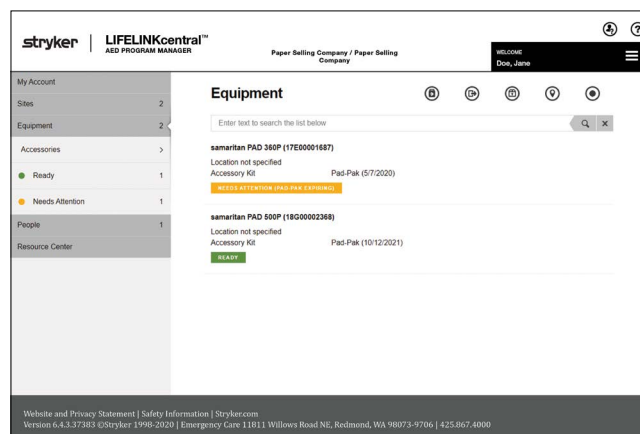 stryker
LIFELINKcentral™
AED PROGRAM MANAGER
Paper Selling Company / Paper Selling
Company
WELCOME
Doe, Jane
My Account
Sites 2
Equipment 2
Accessories
Ready 1
Needs Attention 1
People 1
Resource Center
Equipment
Enter text to search the list below
samaritan PAD 360P (17E00001687)
Location not specified
Accessory Kit Pad-Pak (5/7/2020)
NEEDS ATTENTION (PAD-PAK EXPIRING)
samaritan PAD 500P (18G00002368)
Location not specified
Accessory Kit Pad-Pak (10/12/2021)
READY
Website and Privacy Statement | Safety Information | Stryker.com
Version 6.4.3.37383 ©Stryker 1998-2020 | Emergency Care 11811 Willows Road NE, Redmond, WA 98073-9706 | 425.867.4000